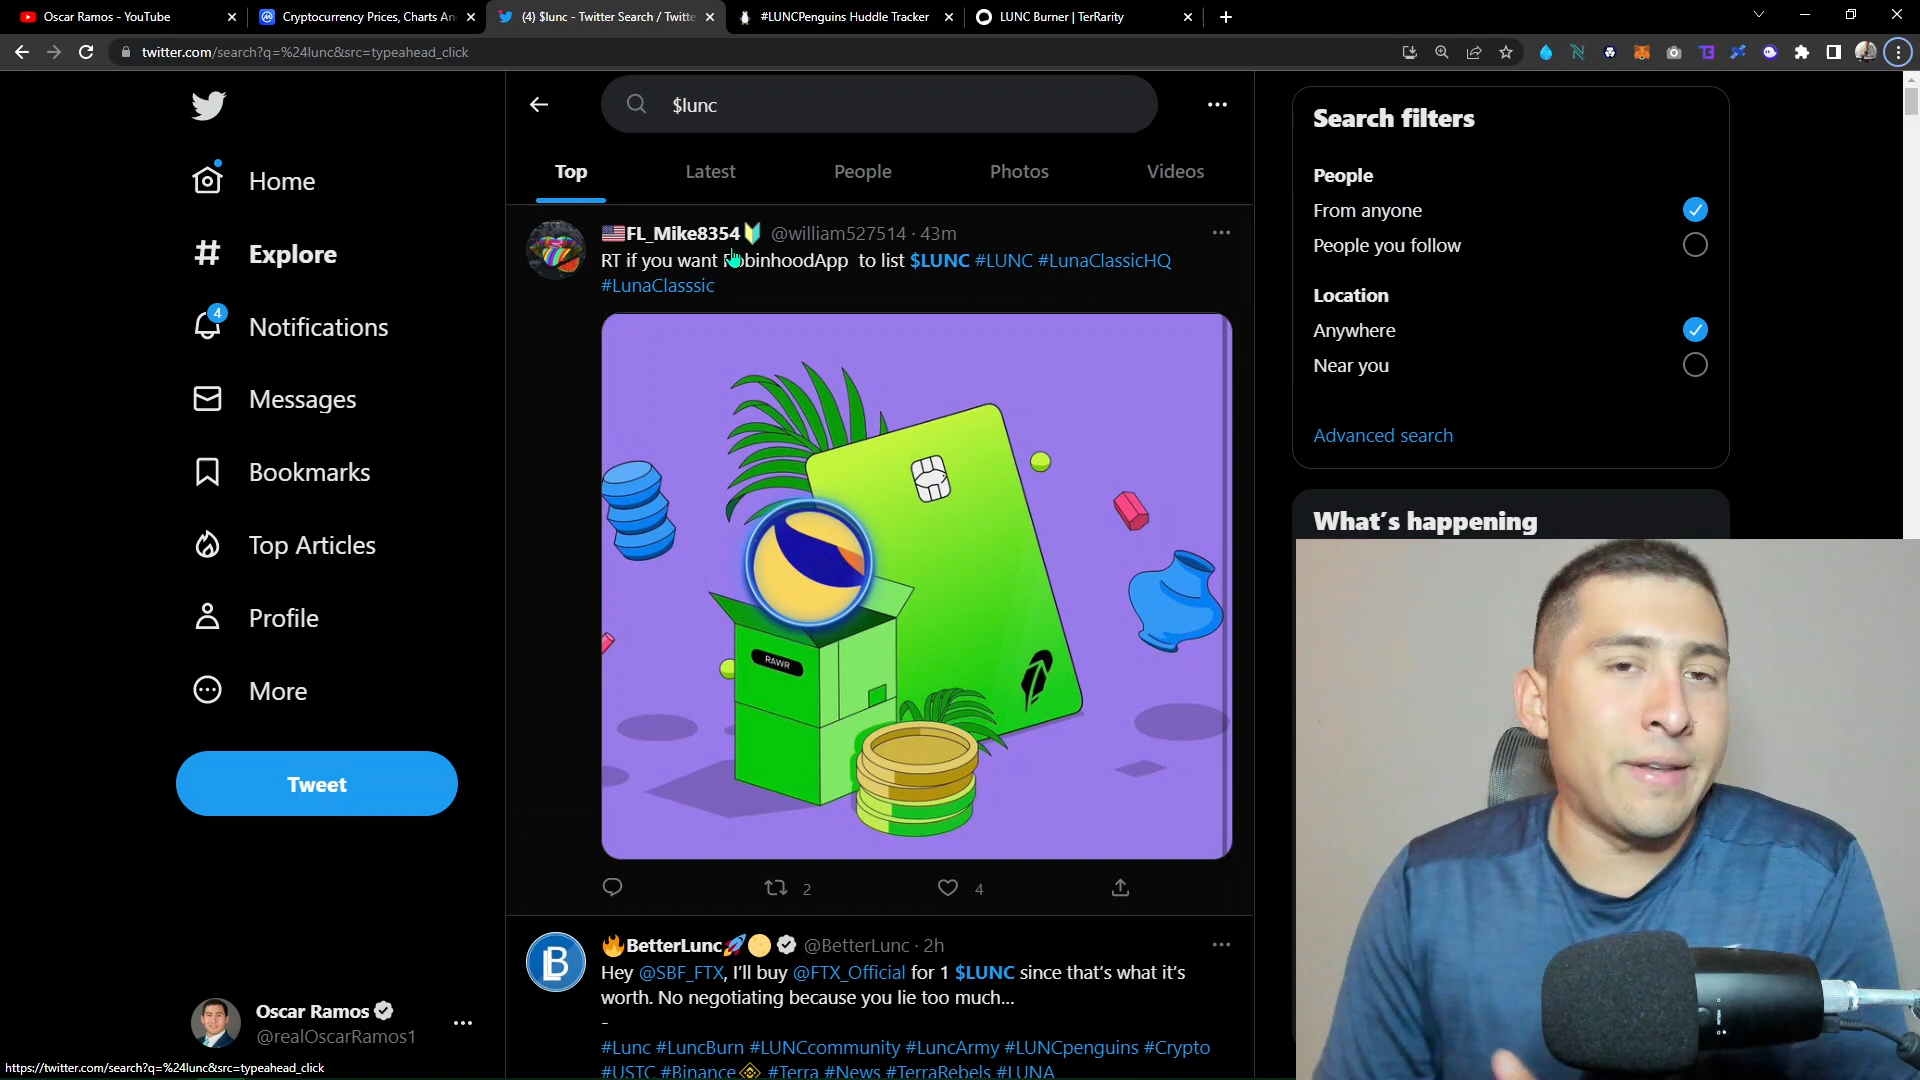 Oscar Ramos - YouTube
Cryptocurrency Prices, Charts An
(4) $lunc - Twitter Search / Twitte
#LUNCPenguins Huddle Tracker
LUNC Burner | TerRarity
twitter.com/search?q=%24lunc&src=typeahead_click
$lunc
Top
Latest
People
Photos
Videos
Home
Explore
4
Notifications
Messages
Bookmarks
Top Articles
Profile
More
Tweet
Oscar Ramos
@realOscarRamos1
https://twitter.com/search?q=%24lunc&src=typeahead_click
FL_Mike8354 @william527514 · 43m
RT if you want obinhoodApp to list $LUNC #LUNC #LunaClassicHQ
#LunaClasssic
RAWR
2
4
BetterLunc @BetterLunc · 2h
Hey @SBF_FTX, I'll buy @FTX_Official for 1 $LUNC since that's what it's
worth. No negotiating because you lie too much...
-
#Lunc #LuncBurn #LUNCcommunity #LuncArmy #LUNCpenguins #Crypto
#USTC #Binance #Terra #News #TerraRebels #LUNA
Search filters
People
From anyone
People you follow
Location
Anywhere
Near you
Advanced search
What's happening